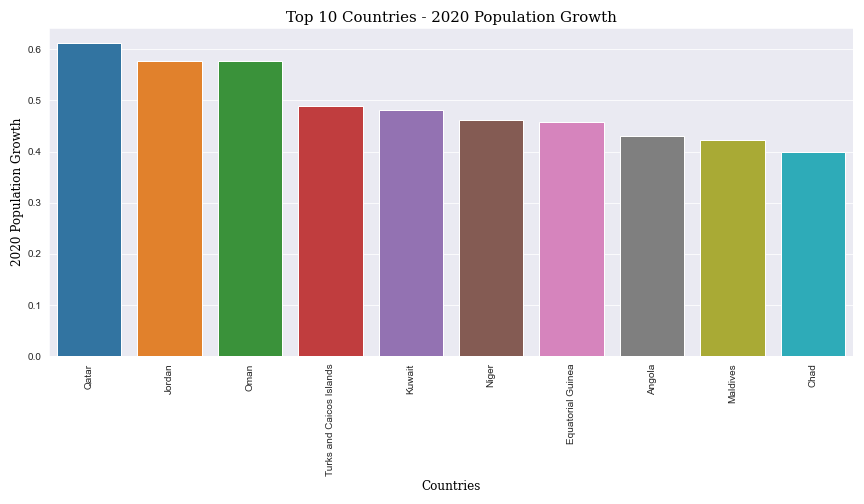 Top 10 Countries - 2020 Population Growth
2020 Population Growth
0.6
0.5
0.4
0.3
0.2
0.1
0.0
Qatar
Jordan
Oman
Turks and Caicos Islands
Kuwait
Niger
Equatorial Guinea
Angola
Maldives
Chad
Countries